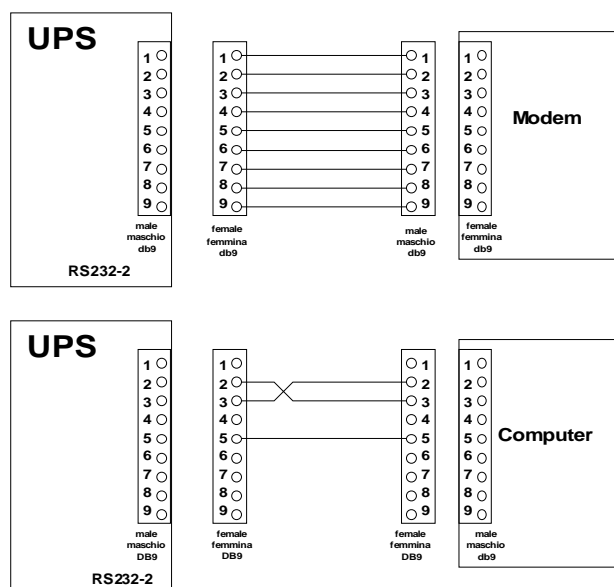 UPS
1 1 1 1
2 2 2 2
3 3 3 3
4 4 4 4
5 5 5 5
6 6 6 6
7 7 7 7
8 8 8 8
9 9 9 9
Modem
male
maschio
db9
female
femmina
db9
male
maschio
db9
female
femmina
db9
RS232-2
UPS
1 1 1 1
2 2 2 2
3 3 3 3
4 4 4 4
5 5 5 5
6 6 6 6
7 7 7 7
8 8 8 8
9 9 9 9
Computer
male
maschio
DB9
female
femmina
DB9
female
femmina
DB9
male
maschio
db9
RS232-2